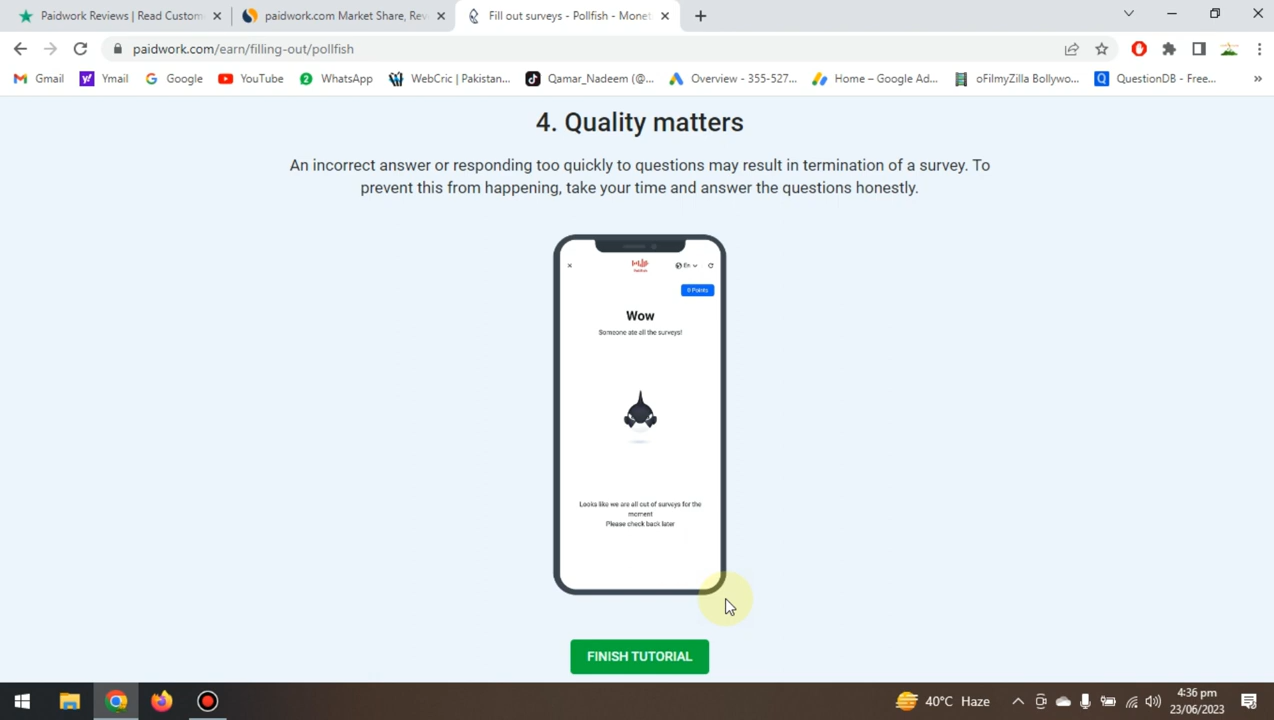 Paidwork Reviews | Read Custom
paidwork.com Market Share, Rev
Fill out surveys - Pollfish - Monet
paidwork.com/earn/filling-out/pollfish
Gmail
Ymail
Google
YouTube
WhatsApp
WebCric | Pakistan...
Qamar_Nadeem (@...
Overview - 355-527...
Home – Google Ad...
oFilmyZilla Bollywo...
QuestionDB - Free...
4. Quality matters
An incorrect answer or responding too quickly to questions may result in termination of a survey. To
prevent this from happening, take your time and answer the questions honestly.
En
0 Points
Wow
Someone ate all the surveys!
Looks like we are all out of surveys for the
moment
Please check back later
FINISH TUTORIAL
40°C Haze
4:36 pm
23/06/2023